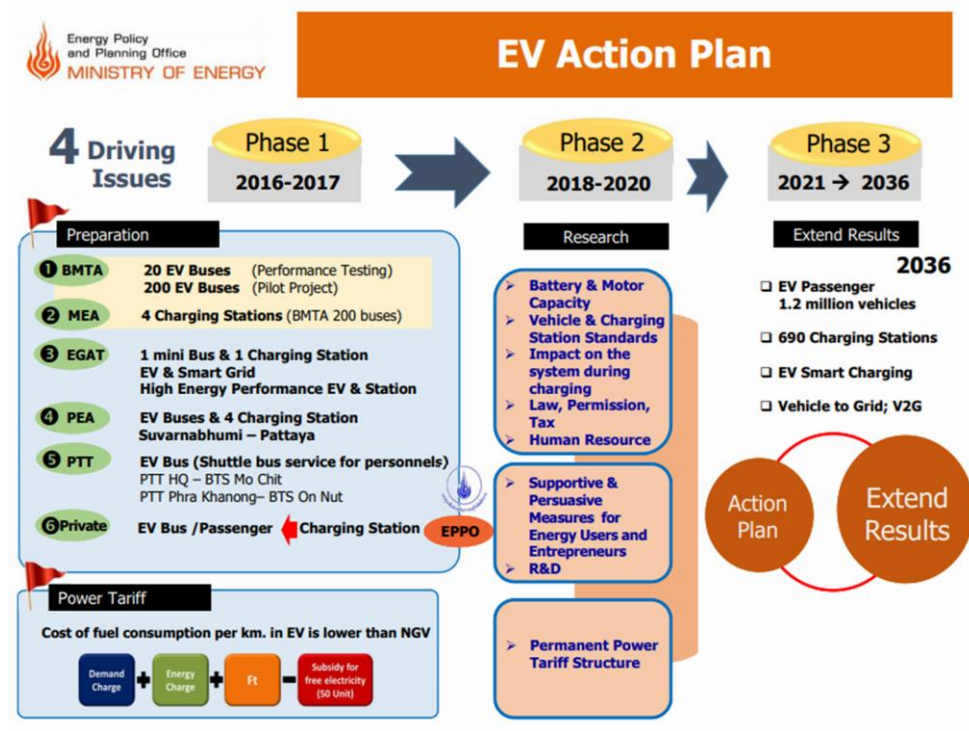 Energy Policy
and Planning Office
MINISTRY OF ENERGY
EV Action Plan
4 Driving
Issues
Phase 1
2016-2017
Phase 2
2018-2020
Phase 3
2021 → 2036
Preparation
❶ BMTA
20 EV Buses (Performance Testing)
200 EV Buses (Pilot Project)
❷ MEA
4 Charging Stations (BMTA 200 buses)
❸ EGAT
1 mini Bus & 1 Charging Station
EV & Smart Grid
High Energy Performance EV & Station
❹ PEA
EV Buses & 4 Charging Station
Suvarnabhumi – Pattaya
❺ PTT
EV Bus (Shuttle bus service for personnels)
PTT HQ – BTS Mo Chit
PTT Phra Khanong– BTS On Nut
❻Private
EV Bus /Passenger
Charging Station
EPPO
Power Tariff
Cost of fuel consumption per km. in EV is lower than NGV
Demand
Charge
+
Energy
Charge
+
Ft
-
Subsidy for
free electricity
(50 Unit)
Research
➢ Battery & Motor
Capacity
➢ Vehicle & Charging
Station Standards
➢ Impact on the
system during
charging
➢ Law, Permission,
Tax
➢ Human Resource
➢ Supportive &
Persuasive
Measures for
Energy Users and
Entrepreneurs
➢ R&D
➢ Permanent Power
Tariff Structure
Extend Results
2036
❑ EV Passenger
1.2 million vehicles
❑ 690 Charging Stations
❑ EV Smart Charging
❑ Vehicle to Grid; V2G
Action
Plan
Extend
Results